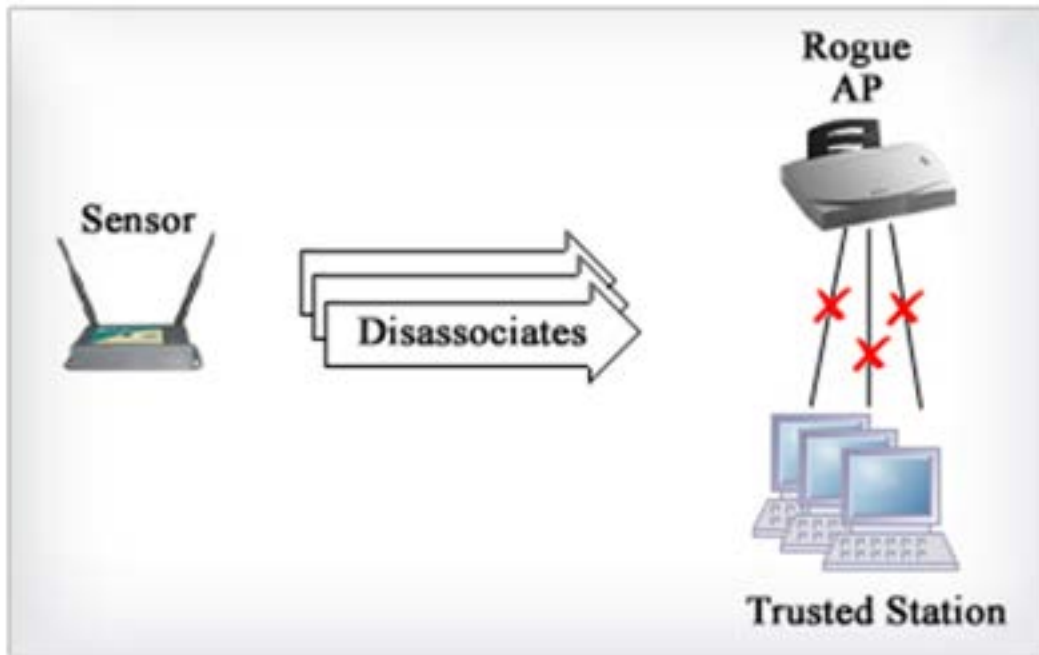 Rogue
AP
Sensor
Disassociates
Trusted Station